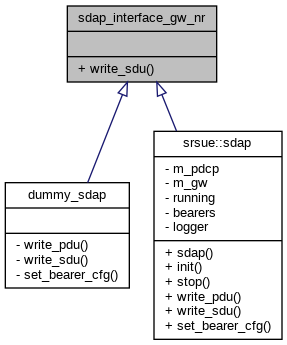 sdap_interface_gw_nr
+ write_sdu()
dummy_sdap
- write_pdu()
- write_sdu()
- set_bearer_cfg()
srsue::sdap
- m_pdcp
- m_gw
- running
- bearers
- logger
+ sdap()
+ init()
+ stop()
+ write_pdu()
+ write_sdu()
+ set_bearer_cfg()